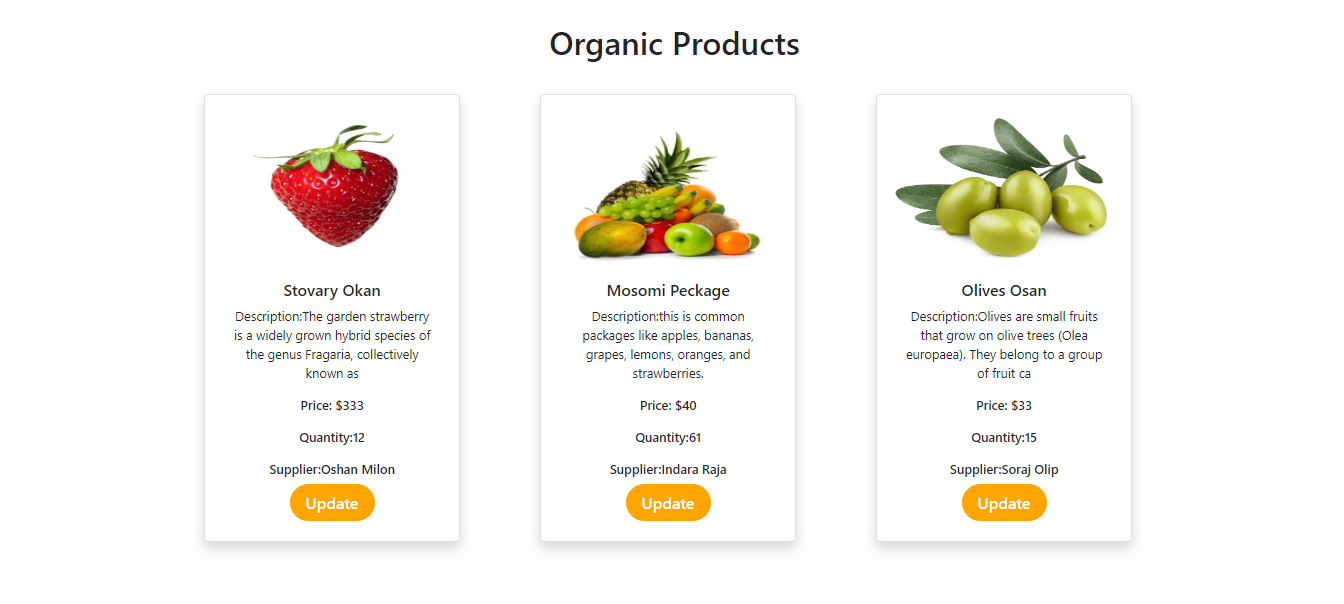 Organic Products
Stovary Okan
Description:The garden strawberry
is a widely grown hybrid species of
the genus Fragaria, collectively
known as
Price: $333
Quantity:12
Supplier:Oshan Milon
Update
Mosomi Peckage
Description:this is common
packages like apples, bananas,
grapes, lemons, oranges, and
strawberries.
Price: $40
Quantity:61
Supplier:Indara Raja
Update
Olives Osan
Description:Olives are small fruits
that grow on olive trees (Olea
europaea). They belong to a group
of fruit ca
Price: $33
Quantity:15
Supplier:Soraj Olip
Update